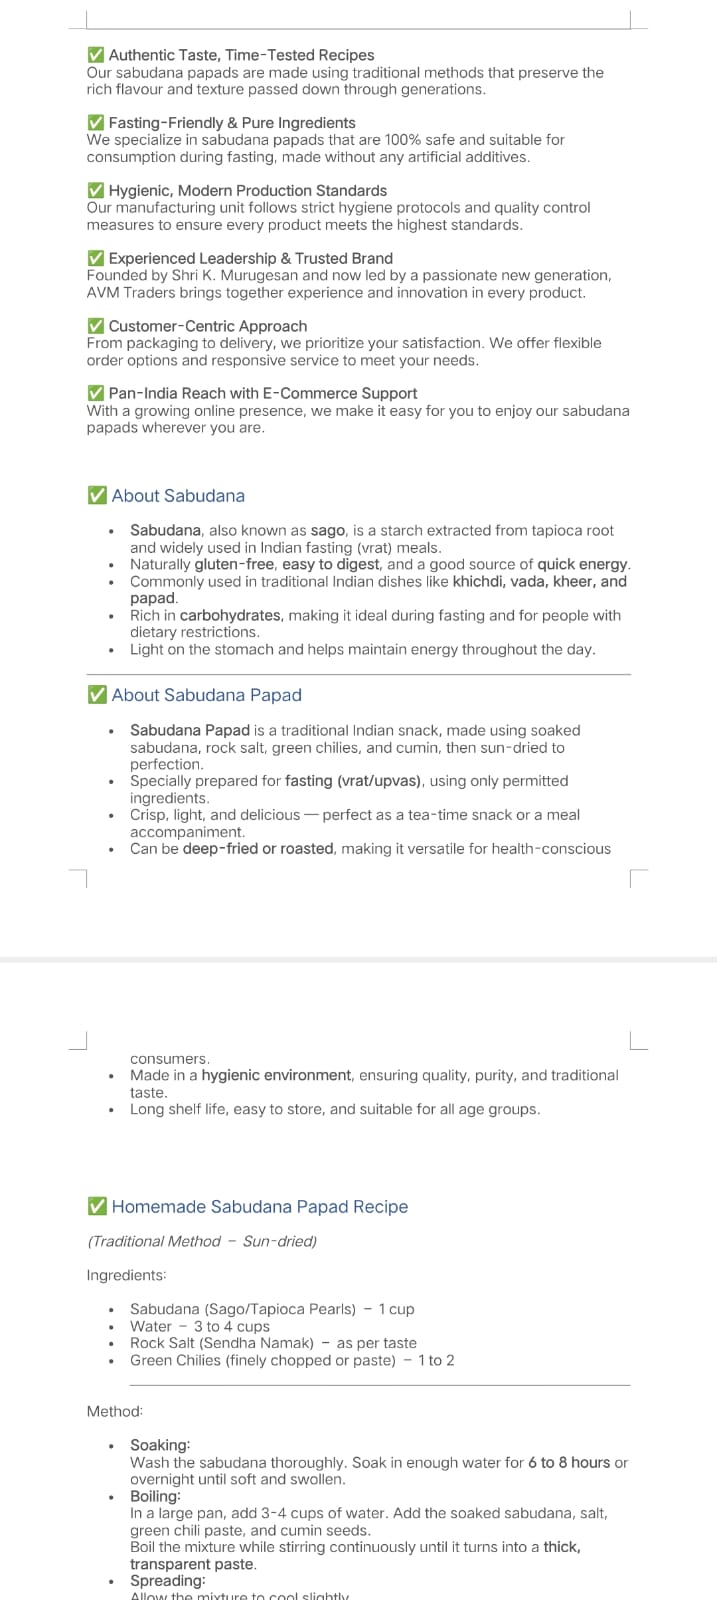 ✅ Authentic Taste, Time-Tested Recipes
Our sabudana papads are made using traditional methods that preserve the
rich flavour and texture passed down through generations.
✅ Fasting-Friendly & Pure Ingredients
We specialize in sabudana papads that are 100% safe and suitable for
consumption during fasting, made without any artificial additives.
✅ Hygienic, Modern Production Standards
Our manufacturing unit follows strict hygiene protocols and quality control
measures to ensure every product meets the highest standards.
✅ Experienced Leadership & Trusted Brand
Founded by Shri K. Murugesan and now led by a passionate new generation,
AVM Traders brings together experience and innovation in every product.
✅ Customer-Centric Approach
From packaging to delivery, we prioritize your satisfaction. We offer flexible
order options and responsive service to meet your needs.
✅ Pan-India Reach with E-Commerce Support
With a growing online presence, we make it easy for you to enjoy our sabudana
papads wherever you are.
✅ About Sabudana
• Sabudana, also known as sago, is a starch extracted from tapioca root
and widely used in Indian fasting (vrat) meals.
• Naturally gluten-free, easy to digest, and a good source of quick energy.
• Commonly used in traditional Indian dishes like khichdi, vada, kheer, and
papad.
• Rich in carbohydrates, making it ideal during fasting and for people with
dietary restrictions.
• Light on the stomach and helps maintain energy throughout the day.
✅ About Sabudana Papad
• Sabudana Papad is a traditional Indian snack, made using soaked
sabudana, rock salt, green chilies, and cumin, then sun-dried to
perfection.
• Specially prepared for fasting (vrat/upvas), using only permitted
ingredients.
• Crisp, light, and delicious — perfect as a tea-time snack or a meal
accompaniment.
• Can be deep-fried or roasted, making it versatile for health-conscious
consumers.
• Made in a hygienic environment, ensuring quality, purity, and traditional
taste.
• Long shelf life, easy to store, and suitable for all age groups.
✅ Homemade Sabudana Papad Recipe
(Traditional Method – Sun-dried)
Ingredients:
• Sabudana (Sago/Tapioca Pearls) – 1 cup
• Water – 3 to 4 cups
• Rock Salt (Sendha Namak) – as per taste
• Green Chilies (finely chopped or paste) – 1 to 2
Method:
• Soaking:
Wash the sabudana thoroughly. Soak in enough water for 6 to 8 hours or
overnight until soft and swollen.
• Boiling:
In a large pan, add 3-4 cups of water. Add the soaked sabudana, salt,
green chili paste, and cumin seeds.
Boil the mixture while stirring continuously until it turns into a thick,
transparent paste.
• Spreading:
Allow the mixture to cool slightly